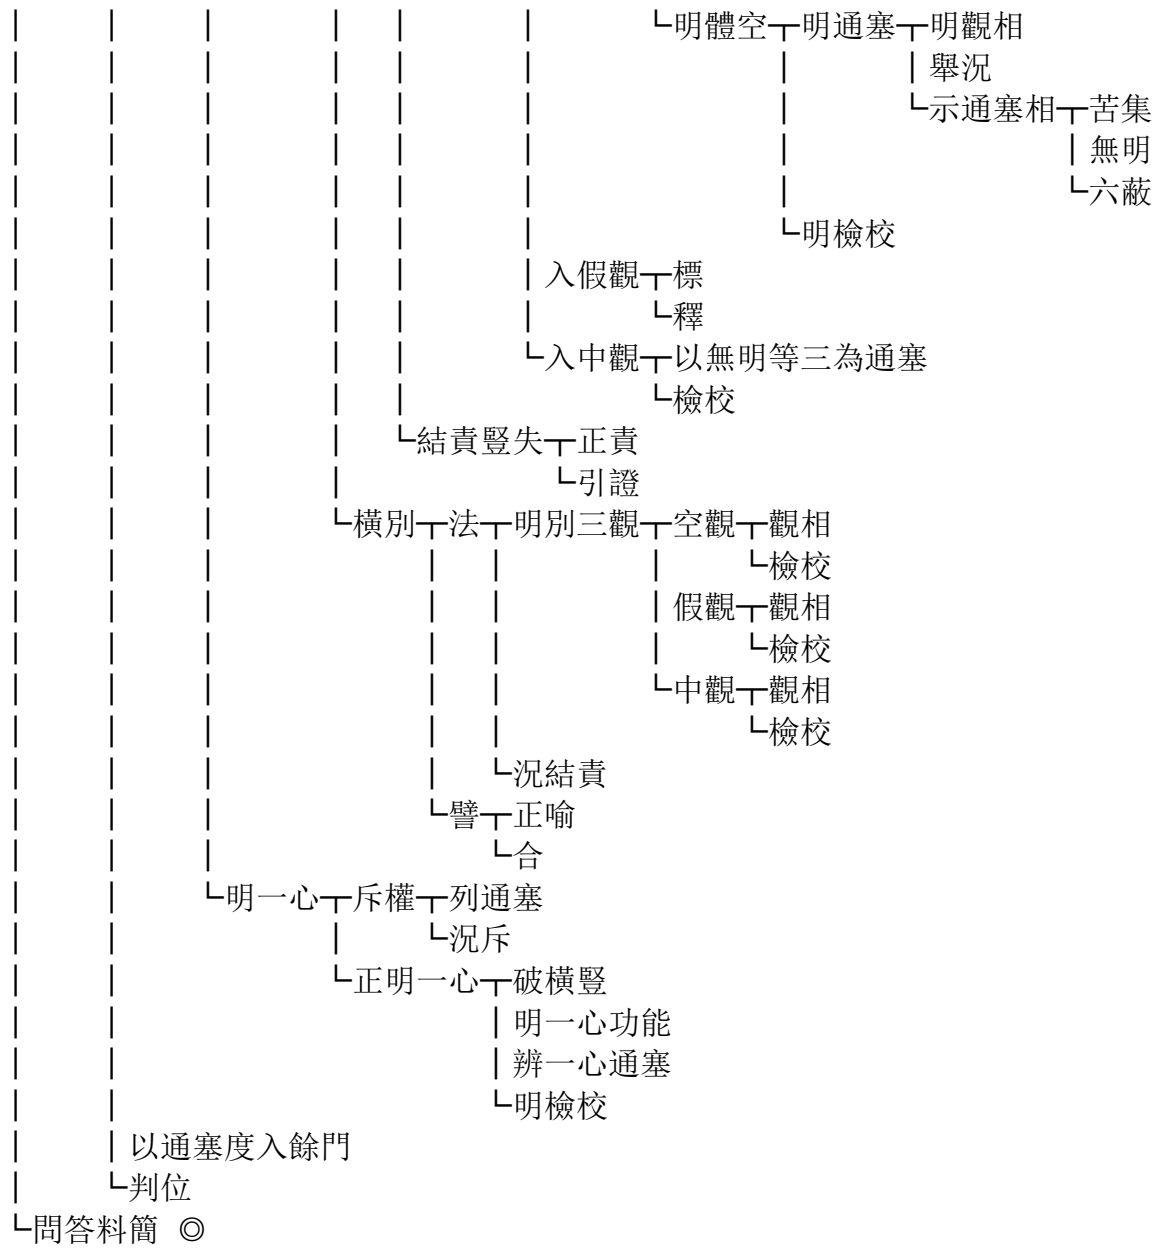 │ │ │ │ │ │ └明體空┬明通塞┬明觀相
│ │ │ │ │ │ │ │舉況
│ │ │ │ │ │ │ └示通塞相┬苦集
│ │ │ │ │ │ │ │無明
│ │ │ │ │ │ │ └六蔽
│ │ │ │ │ │ └明檢校
│ │ │ │ │ │入假觀┬標
│ │ │ │ │ │ └釋
│ │ │ │ │ └入中觀┬以無明等三為通塞
│ │ │ │ │ └檢校
│ │ │ │ └結責豎失┬正責
│ │ │ │ └引證
│ │ │ └橫別┬法┬明別三觀┬空觀┬觀相
│ │ │ │ │ │ └檢校
│ │ │ │ │ │假觀┬觀相
│ │ │ │ │ │ └檢校
│ │ │ │ │ └中觀┬觀相
│ │ │ │ │ └檢校
│ │ │ │ └況結責
│ │ │ └譬┬正喻
│ │ │ └合
│ │ └明一心┬斥權┬列通塞
│ │ │ └況斥
│ │ └正明一心┬破橫豎
│ │ │明一心功能
│ │ │辨一心通塞
│ │ └明檢校
│ │以通塞度入餘門
│ └判位
└問答料簡 ◎